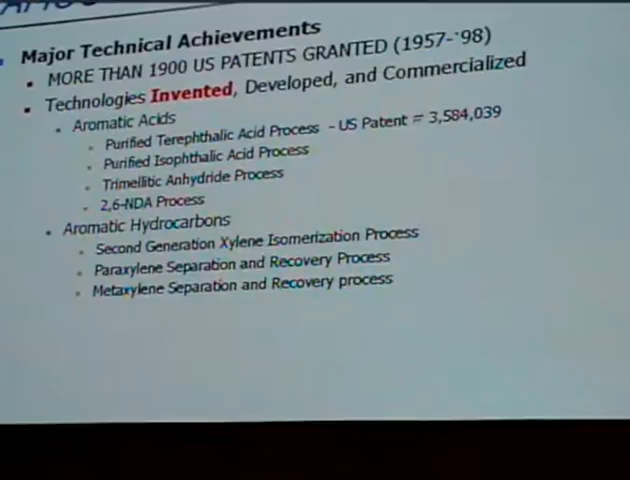 Major Technical Achievements
MORE THAN 1900 US PATENTS GRANTED (1957-'98)
Technologies Invented, Developed, and Commercialized
Aromatic Acids
Purified Terephthalic Acid Process - US Patent = 3,584,039
Purified Isophthalic Acid Process
Trimellitic Anhydride Process
2,6-NDA Process
Aromatic Hydrocarbons
Second Generation Xylene Isomerization Process
Paraxylene Separation and Recovery Process
Metaxylene Separation and Recovery process